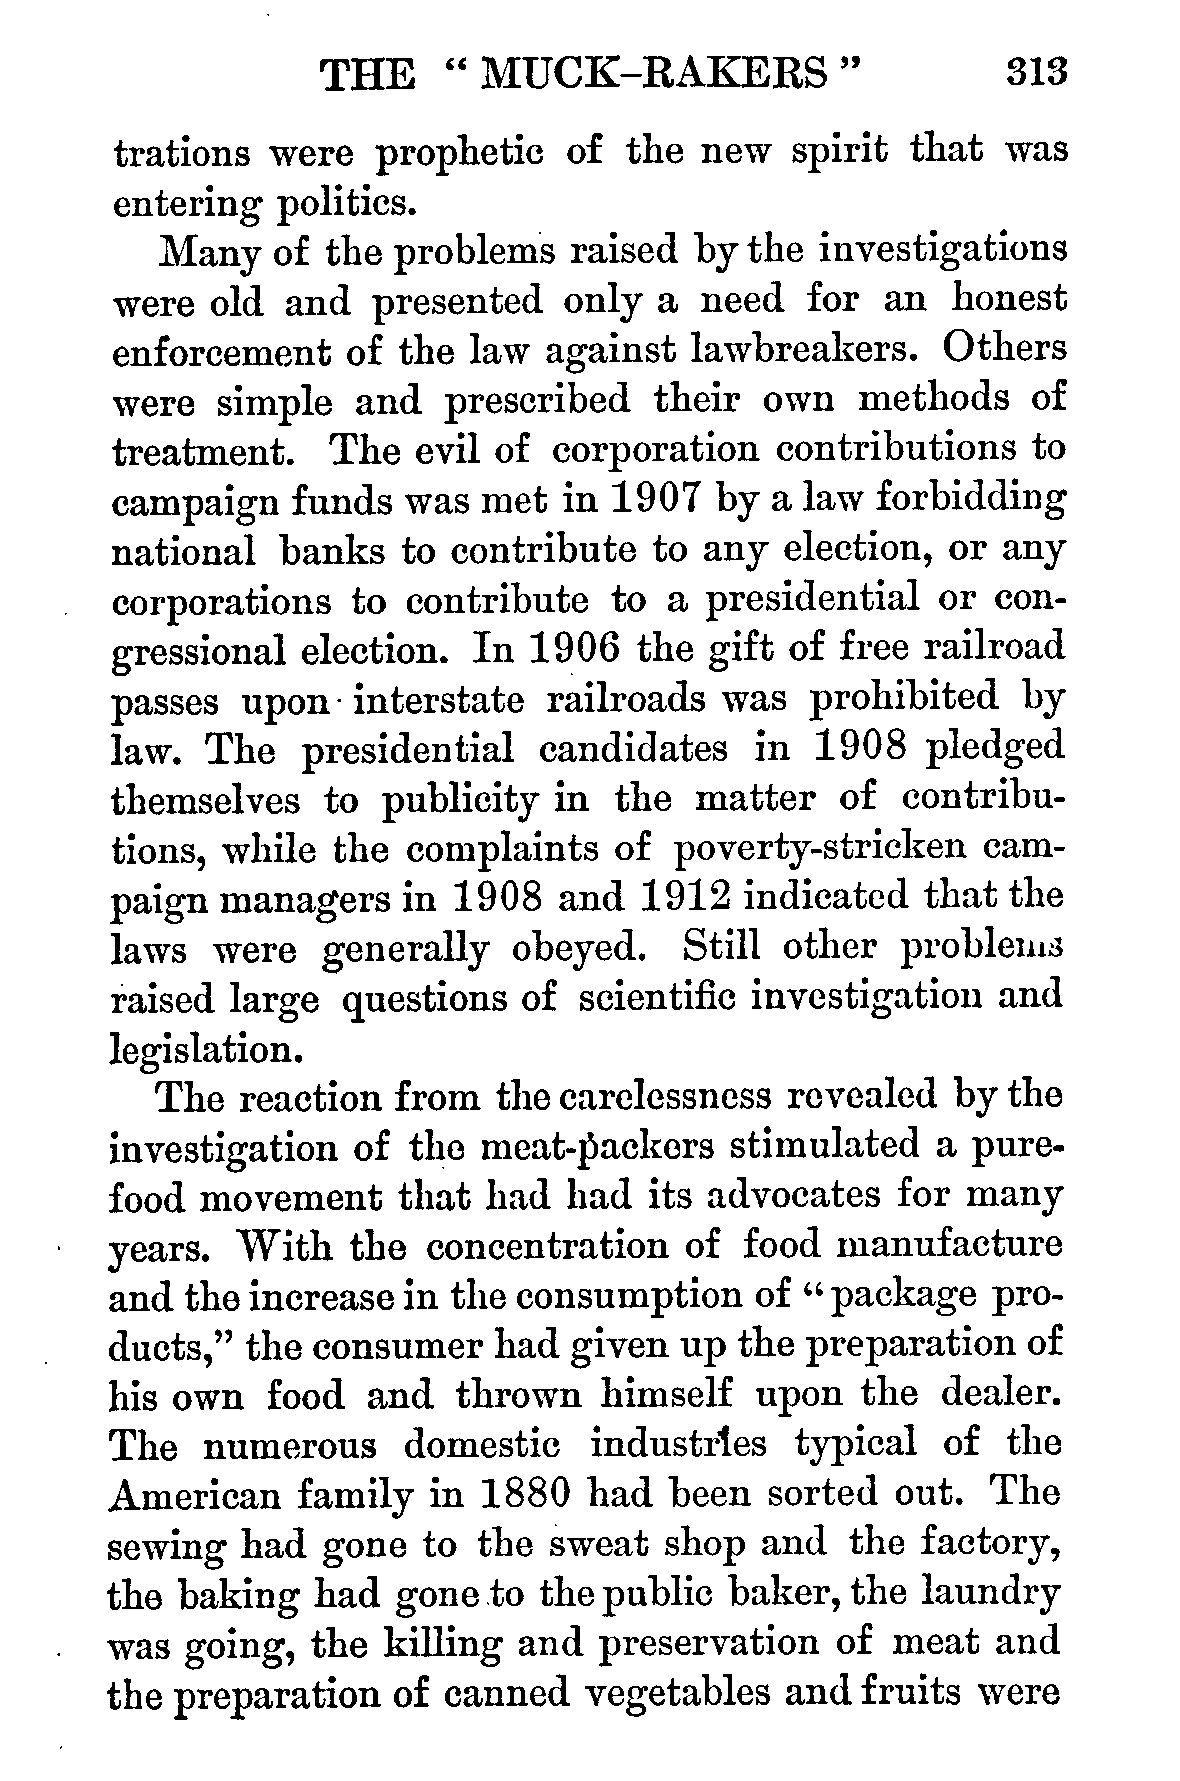 THE " MUCK-RAKERS " 313
trations were prophetic of the new spirit that was
entering politics.
Many of the problems raised by the investigations
were old and presented only a need for an honest
enforcement of the law against lawbreakers. Others
were simple and prescribed their own methods of
treatment. The evil of corporation contributions to
campaign funds was met in 1907 by a law forbidding
national banks to contribute to any election, or any
corporations to contribute to a presidential or con-
gressional election. In 1906 the gift of free railroad
passes upon interstate railroads was prohibited by
law. The presidential candidates in 1908 pledged
themselves to publicity in the matter of contribu-
tions, while the complaints of poverty-stricken cam-
paign managers in 1908 and 1912 indicated that the
laws were generally obeyed. Still other problems
raised large questions of scientific investigation and
legislation.
The reaction from the carelessness revealed by the
investigation of the meat-packers stimulated a pure-
food movement that had had its advocates for many
years. With the concentration of food manufacture
and the increase in the consumption of " package pro-
ducts," the consumer had given up the preparation of
his own food and thrown himself upon the dealer.
The numerous domestic industries typical of the
American family in 1880 had been sorted out. The
sewing had gone to the sweat shop and the factory,
the baking had gone to the public baker, the laundry
was going, the killing and preservation of meat and
the preparation of canned vegetables and fruits were